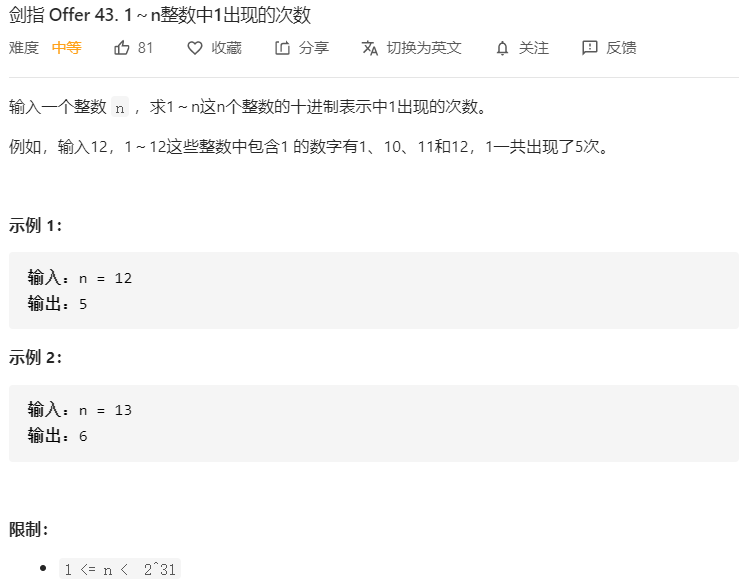 剑指 Offer 43. 1～n整数中1出现的次数
难度 中等 81 收藏 分享 切换为英文 关注 反馈
输入一个整数 n ，求1～n这n个整数的十进制表示中1出现的次数。
例如，输入12，1～12这些整数中包含1 的数字有1、10、11和12，1一共出现了5次。
示例 1：
输入：n = 12
输出：5
示例 2：
输入：n = 13
输出：6
限制：
1 <= n < 2^31